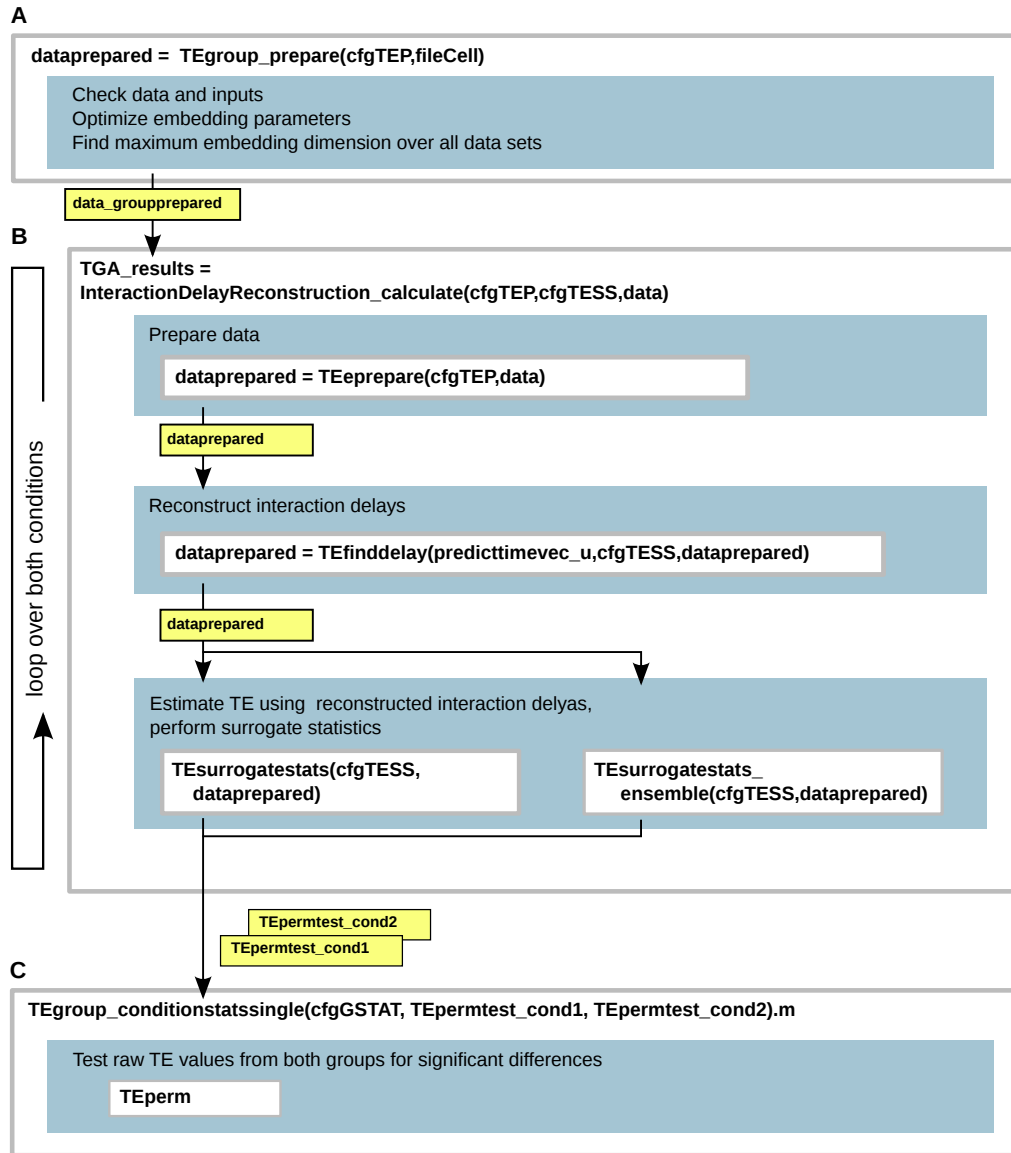 A
dataprepared =  TEgroup_prepare(cfgTEP,fileCell)
Check data and inputs
Optimize embedding parameters
Find maximum embedding dimension over all data sets
data_groupprepared
B
loop over both conditions
TGA_results =
InteractionDelayReconstruction_calculate(cfgTEP,cfgTESS,data)
Prepare data
dataprepared = TEeprepare(cfgTEP,data)
dataprepared
Reconstruct interaction delays
dataprepared = TEfinddelay(predicttimevec_u,cfgTESS,dataprepared)
dataprepared
Estimate TE using  reconstructed interaction delyas,
perform surrogate statistics
TEsurrogatestats(cfgTESS,
dataprepared)
TEsurrogatestats_
ensemble(cfgTESS,dataprepared)
TEpermtest_cond2
TEpermtest_cond1
C
TEgroup_conditionstatssingle(cfgGSTAT, TEpermtest_cond1, TEpermtest_cond2).m
Test raw TE values from both groups for significant differences
TEperm